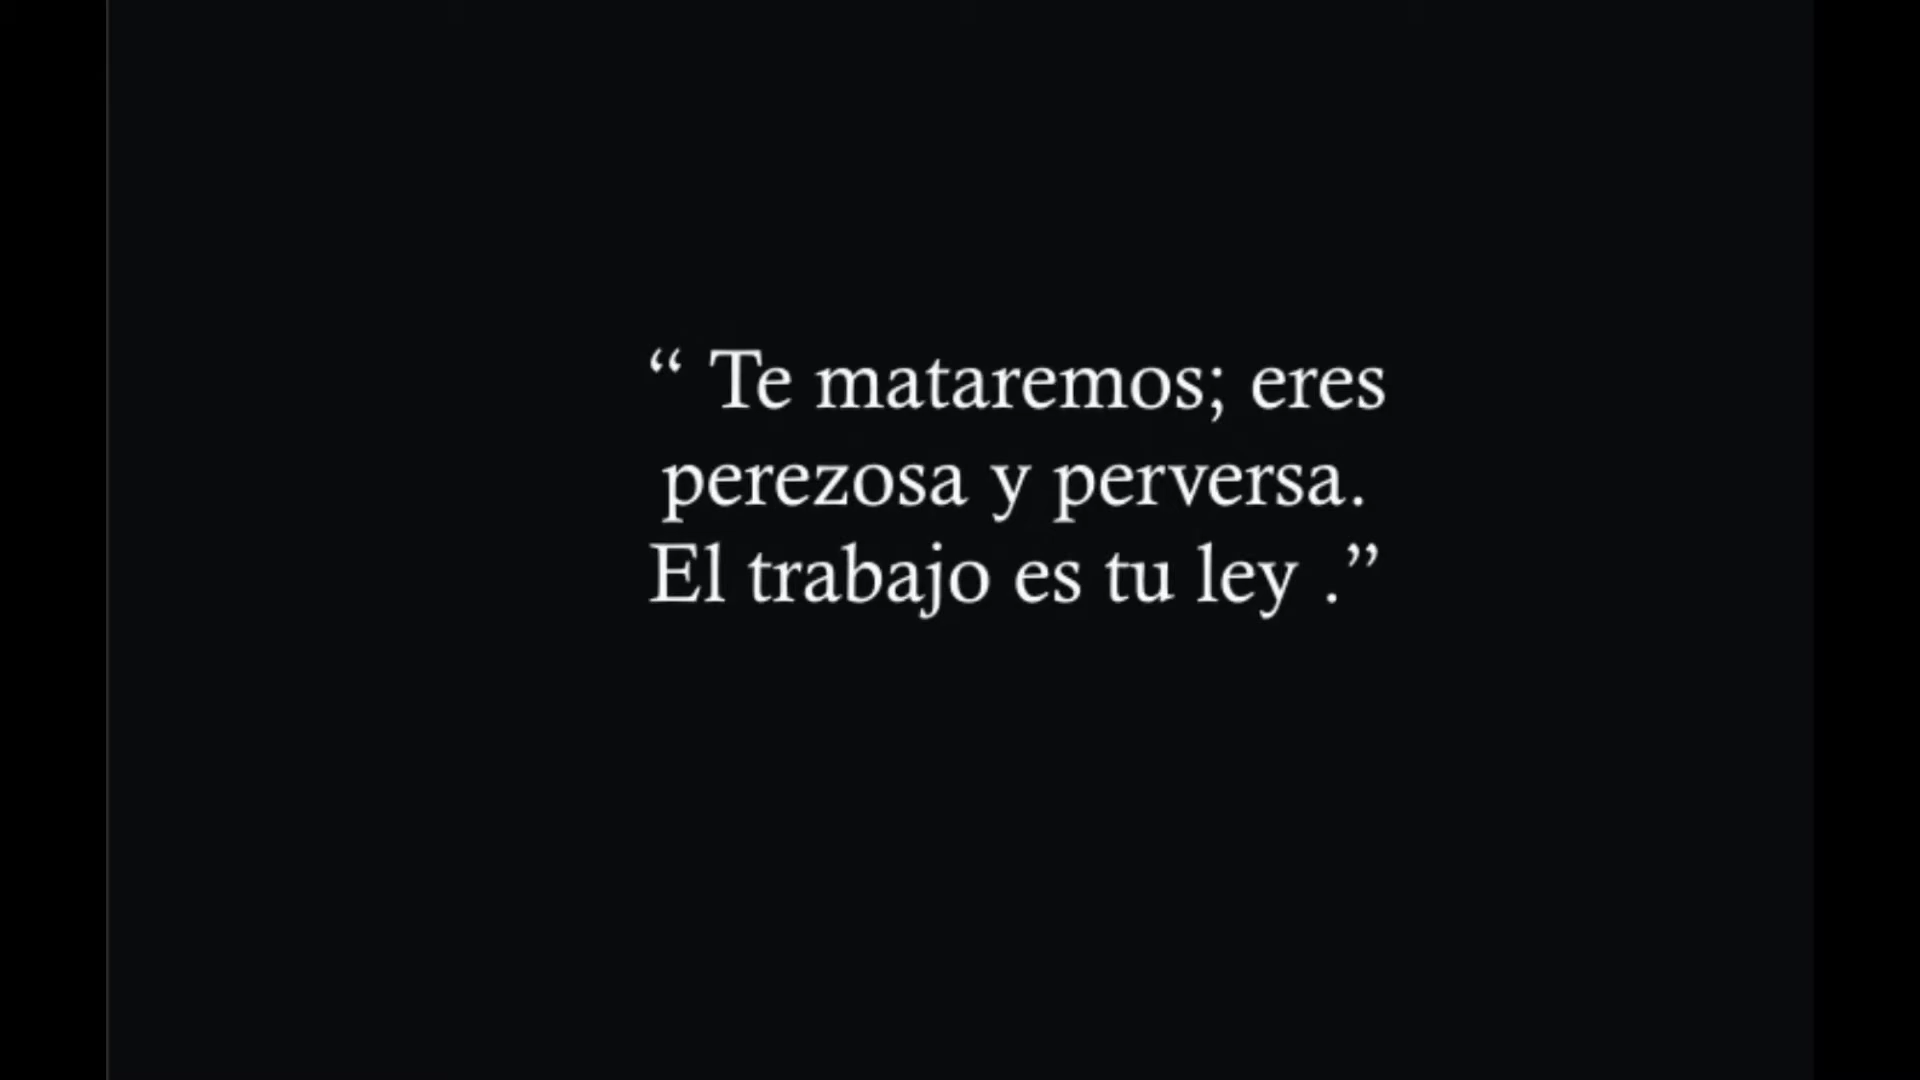 “ Te mataremos; eres
perezosa y perversa.
El trabajo es tu ley .”